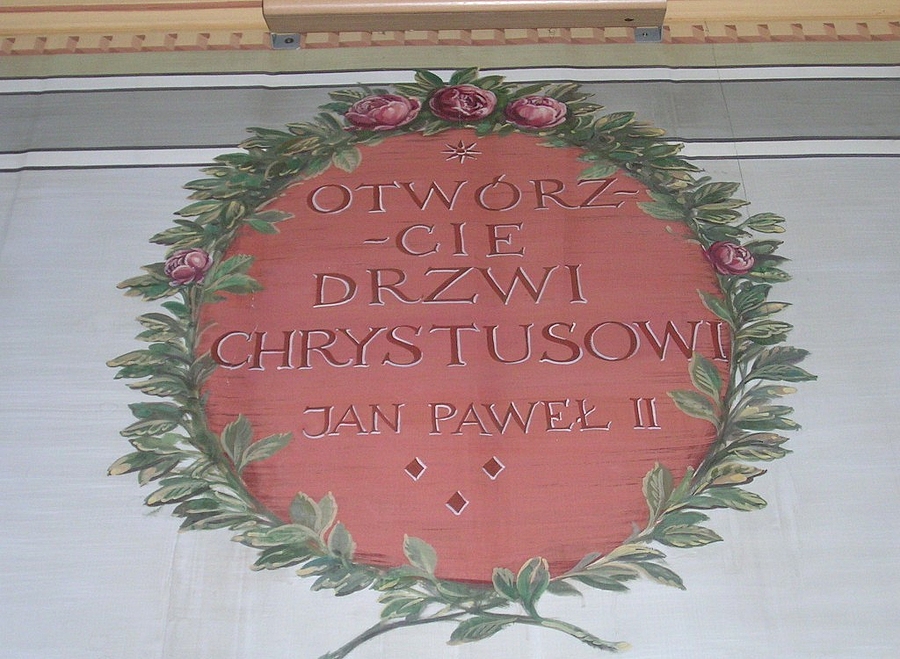 OTWÓRZ-
-CIE
DRZWI
CHRYSTUSOWI
JAN PAWEŁ II